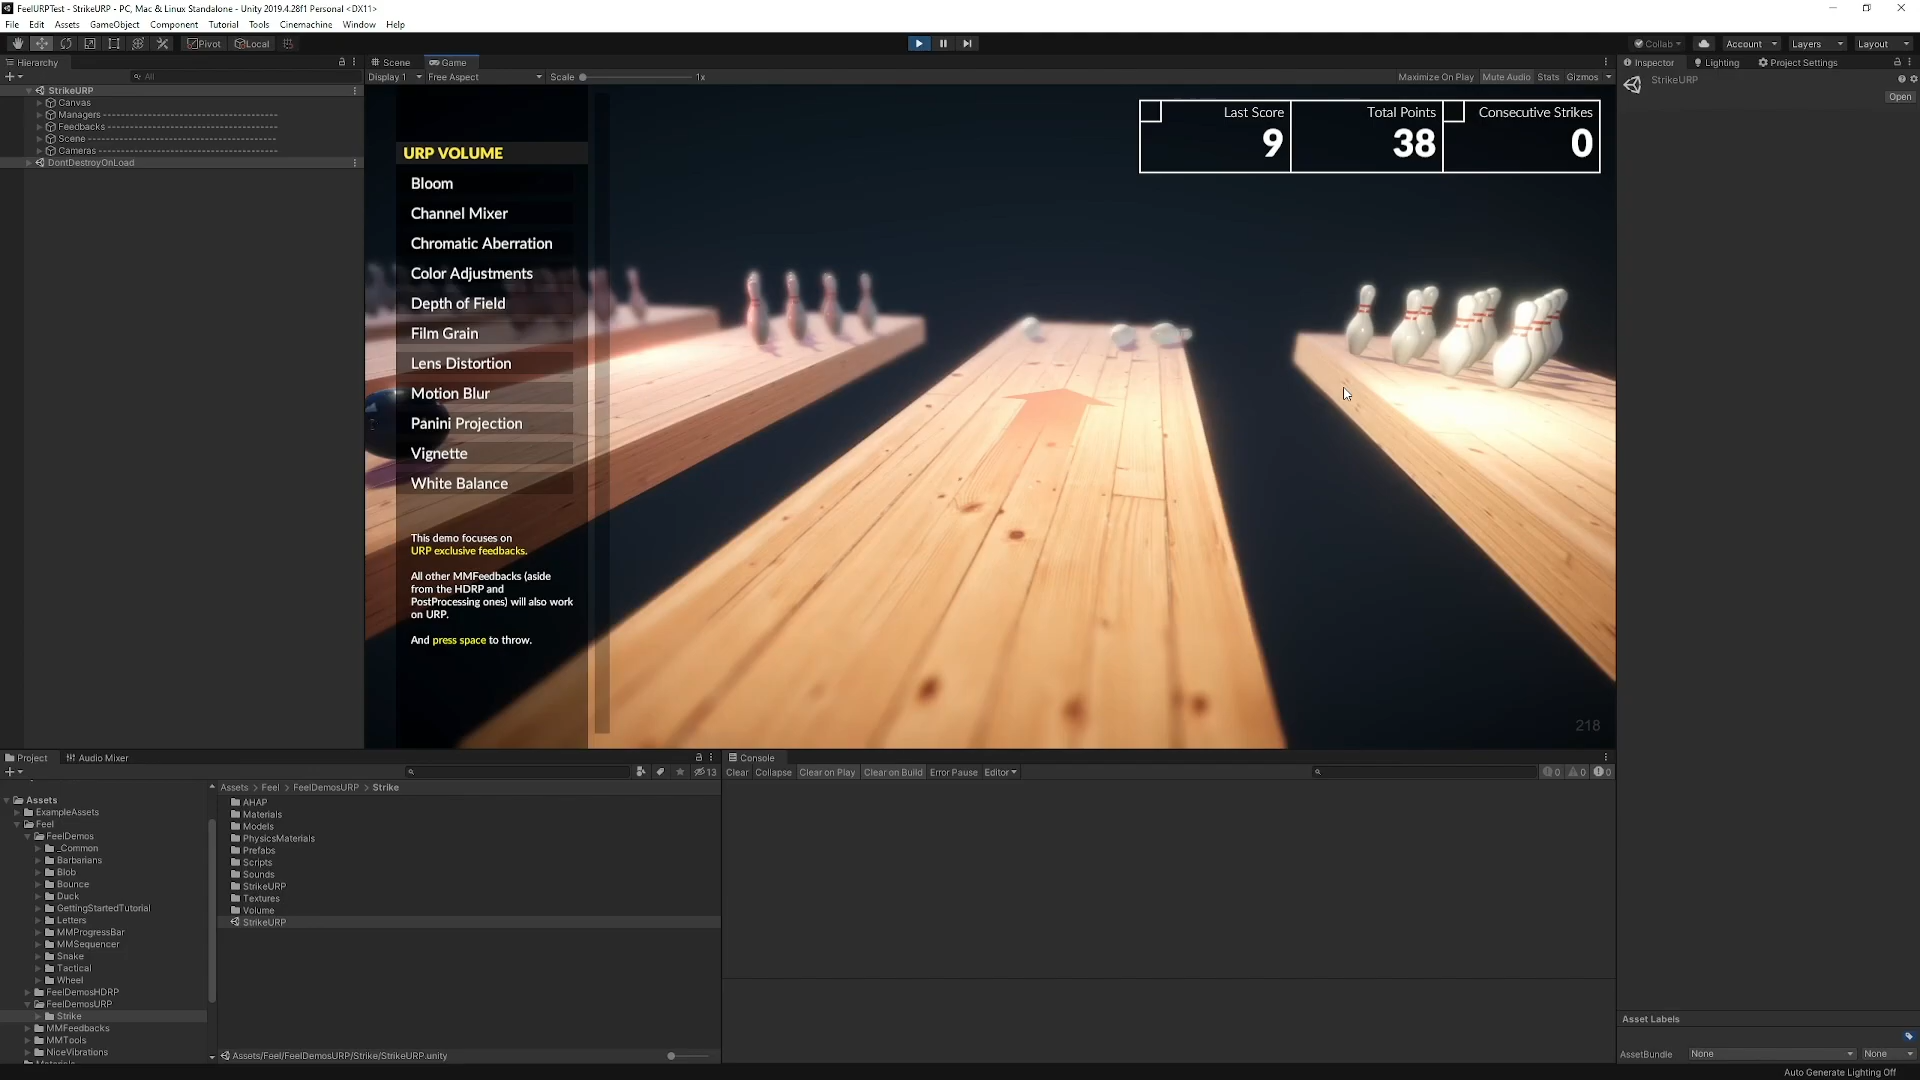 FeelURPTest - StrikeURP - PC, Mac & Linux Standalone - Unity 2019.4.28f1 Personal <DX11>
File Edit Assets GameObject Component Tutorial Tools Cinemachine Window Help
Pivot Local
Collab Account Layers Layout
Hierarchy
All
StrikeURP
Canvas
Managers
Feedbacks
Scene
Cameras
DontDestroyOnLoad
Scene Game
Display 1 Free Aspect Scale 1x Maximize On Play Mute Audio Stats Gizmos
URP VOLUME
Bloom
Channel Mixer
Chromatic Aberration
Color Adjustments
Depth of Field
Film Grain
Lens Distortion
Motion Blur
Panini Projection
Vignette
White Balance
This demo focuses on
URP exclusive feedbacks.
All other MMFeedbacks (aside
from the HDRP and
PostProcessing ones) will also work
on URP.
And press space to throw.
Last Score
9
Total Points
38
Consecutive Strikes
0
218
Inspector Lighting Project Settings
StrikeURP
Open
Project Audio Mixer
13
Assets
ExampleAssets
Feel
FeelDemos
_Common
Barbarians
Blob
Bounce
Duck
GettingStartedTutorial
Letters
MMProgressBar
MMSequencer
Snake
Tactical
Wheel
FeelDemosHDRP
FeelDemosURP
Strike
MMFeedbacks
MMTools
NiceVibrations
Assets > Feel > FeelDemosURP > Strike
AHAP
Materials
Models
PhysicsMaterials
Prefabs
Scripts
Sounds
StrikeURP
Textures
Volume
StrikeURP
Assets/Feel/FeelDemosURP/Strike/StrikeURP.unity
Console
Clear Collapse Clear on Play Clear on Build Error Pause Editor
0 0 0
Asset Labels
AssetBundle None None
Auto Generate Lighting Off